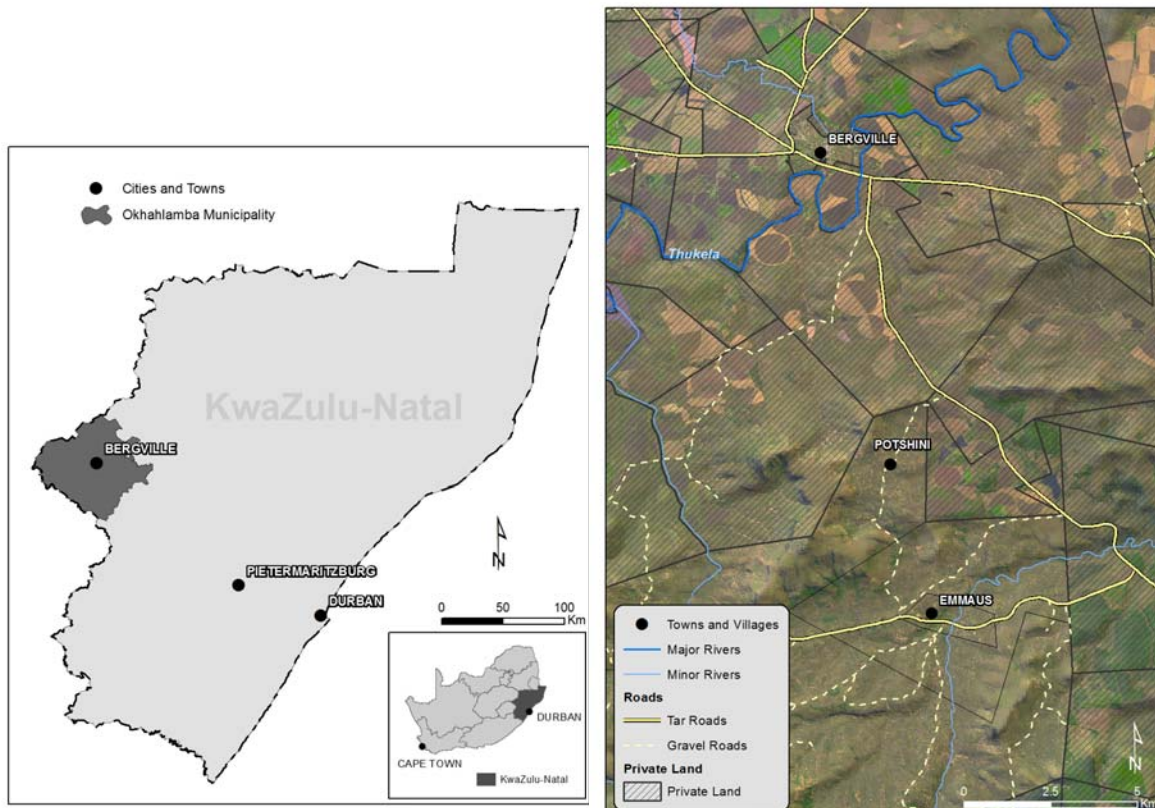 Cities and Towns
Okhahlamba Municipality
KwaZulu-Natal
BERGVILLE
PIETERMARITZBURG
DURBAN
N
0 50 100
Km
DURBAN
CAPE TOWN
KwaZulu-Natal
BERGVILLE
Thukela
POTSHINI
EMMAUS
Towns and Villages
Major Rivers
Minor Rivers
Roads
Tar Roads
Gravel Roads
Private Land
Private Land
N
0 2.5 5
Km